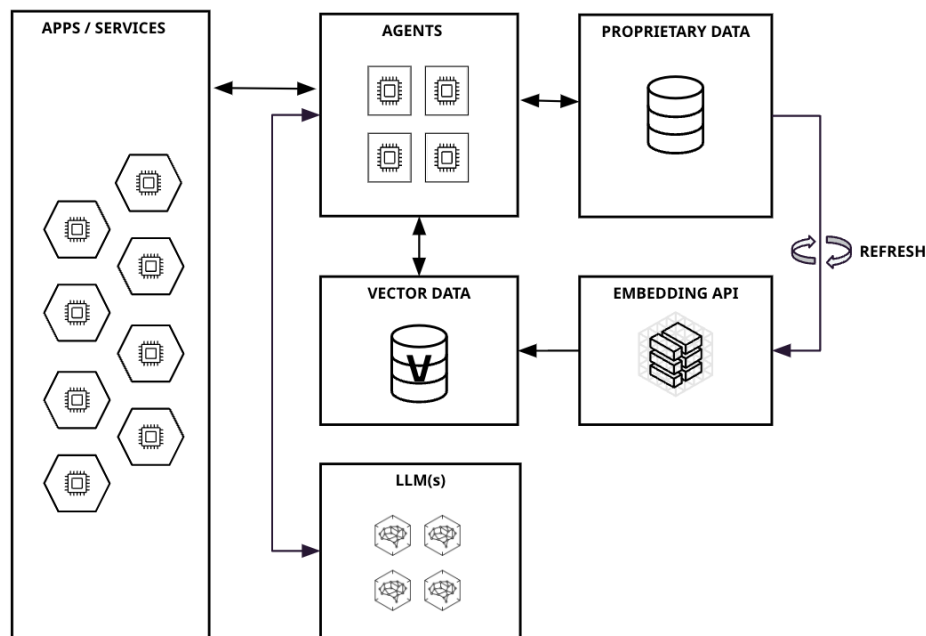 APPS / SERVICES
AGENTS
PROPRIETARY DATA
REFRESH
VECTOR DATA
EMBEDDING API
V
LLM(s)